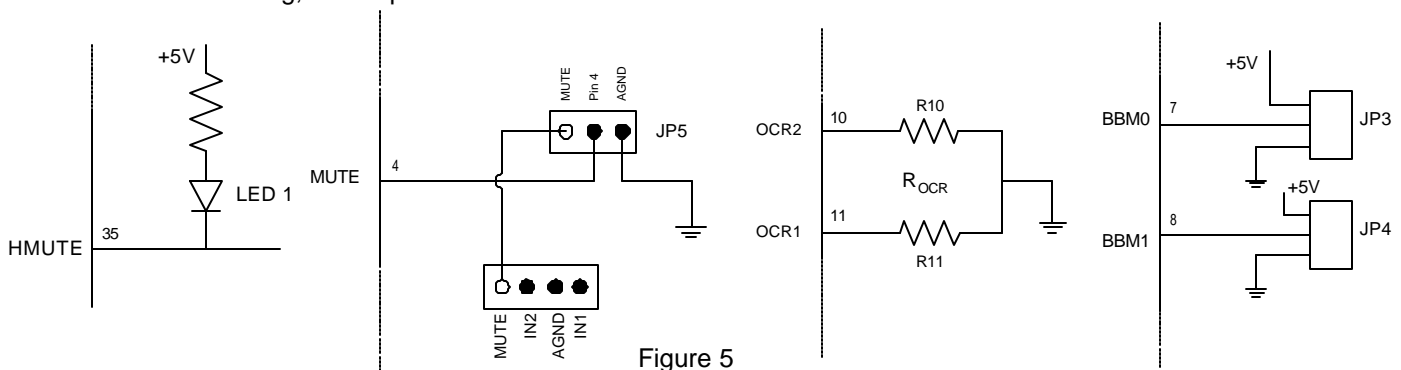 +5V
LED 1
HMUTE
35
MUTE
Pin 4
AGND
JP5
MUTE
4
MUTE
IN2
AGND
IN1
OCR2
10
R10
ROCR
OCR1
11
R11
+5V
BBM0
7
JP3
+5V
BBM1
8
JP4
Figure 5